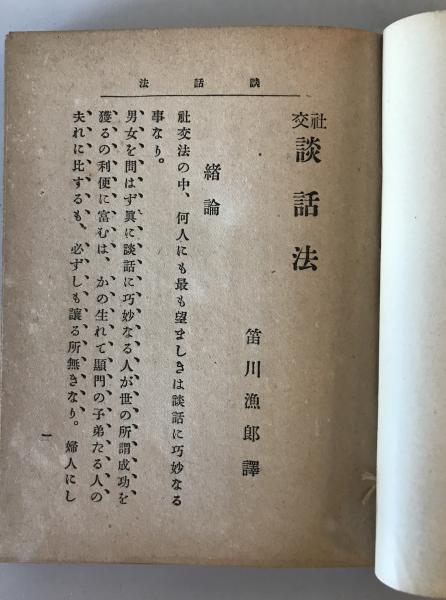 談話法
社交
談話法
笛川漁郎譯
緒論
社交法の中、何人にも最も望ましきは談話に巧妙なる
事なり。
男女を問はず眞に談話に巧妙なる人が世の所謂成功を
獲るの利便に富むは、かの生れて顯門の子弟たる人の
夫れに比するも、必ずしも讓る所無きなり。婦人にし
一